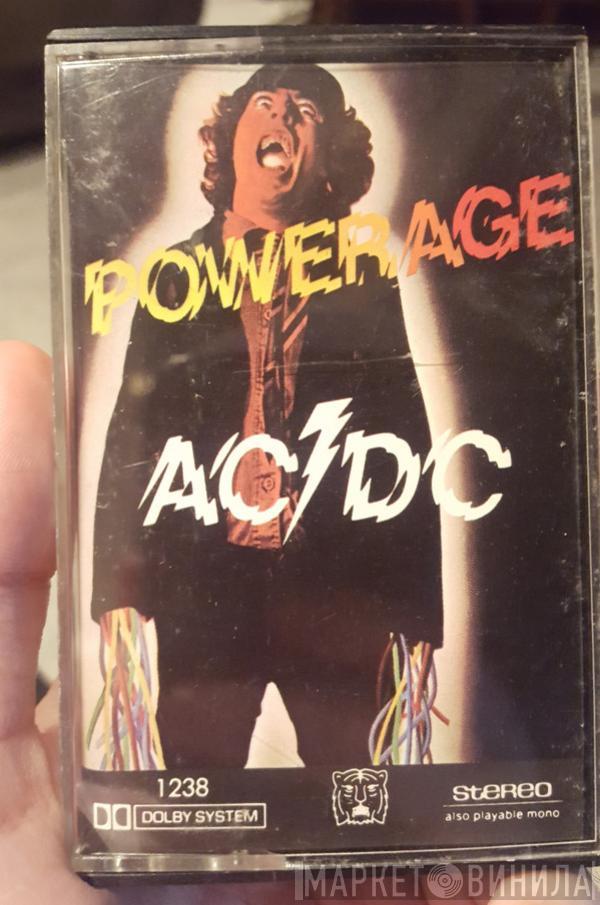 POWERAGE
AC DC
1238
DOLBY SYSTEM
stereo
also playable mono
МАРКЕТ ВИНИЛА